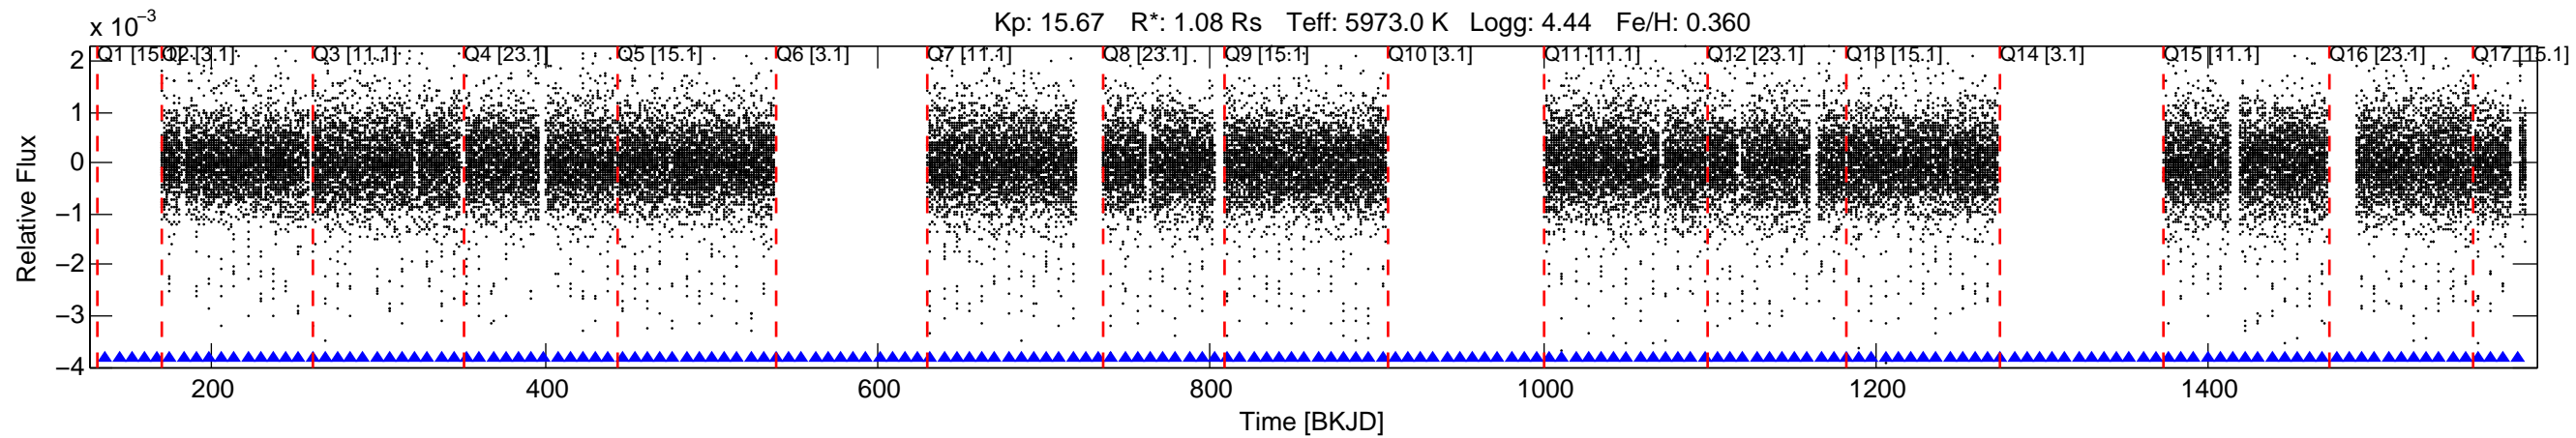 Kp: 15.67 R*: 1.08 Rs Teff: 5973.0 K Logg: 4.44 Fe/H: 0.360
x 10⁻³
Q1 [15.1] Q2 [3.1] Q3 [11.1] Q4 [23.1] Q5 [15.1] Q6 [3.1] Q7 [11.1] Q8 [23.1] Q9 [15.1] Q10 [3.1] Q11 [11.1] Q12 [23.1] Q13 [15.1] Q14 [3.1] Q15 [11.1] Q16 [23.1] Q17 [15.1]
2
1
0
−1
−2
−3
−4
Relative Flux
200 400 600 800 1000 1200 1400
Time [BKJD]